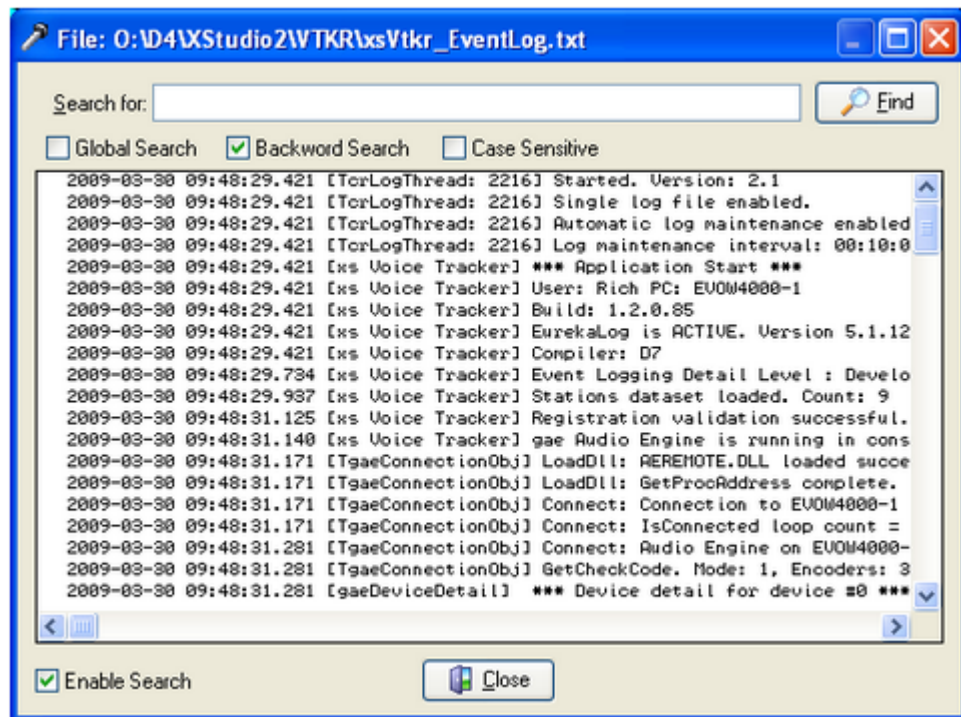 File: O:\D4\XStudio2\VTKR\xsVtkr_EventLog.txt
Search for:
Find
Global Search Backword Search Case Sensitive
2009-03-30 09:48:29.421 [TcrLogThread: 2216] Started. Version: 2.1
2009-03-30 09:48:29.421 [TcrLogThread: 2216] Single log file enabled.
2009-03-30 09:48:29.421 [TcrLogThread: 2216] Automatic log maintenance enabled
2009-03-30 09:48:29.421 [TcrLogThread: 2216] Log maintenance interval: 00:10:0
2009-03-30 09:48:29.421 [xs Voice Tracker] *** Application Start ***
2009-03-30 09:48:29.421 [xs Voice Tracker] User: Rich PC: EVOW4000-1
2009-03-30 09:48:29.421 [xs Voice Tracker] Build: 1.2.0.85
2009-03-30 09:48:29.421 [xs Voice Tracker] EurekaLog is ACTIVE. Version 5.1.12
2009-03-30 09:48:29.421 [xs Voice Tracker] Compiler: D7
2009-03-30 09:48:29.734 [xs Voice Tracker] Event Logging Detail Level : Develo
2009-03-30 09:48:29.937 [xs Voice Tracker] Stations dataset loaded. Count: 9
2009-03-30 09:48:31.125 [xs Voice Tracker] Registration validation successful.
2009-03-30 09:48:31.140 [xs Voice Tracker] gae Audio Engine is running in cons
2009-03-30 09:48:31.171 [TgaeConnectionObj] LoadDll: AEREMOTE.DLL loaded succe
2009-03-30 09:48:31.171 [TgaeConnectionObj] LoadDll: GetProcAddress complete.
2009-03-30 09:48:31.171 [TgaeConnectionObj] Connect: Connection to EVOW4000-1
2009-03-30 09:48:31.171 [TgaeConnectionObj] Connect: IsConnected loop count =
2009-03-30 09:48:31.281 [TgaeConnectionObj] Connect: Audio Engine on EVOW4000-
2009-03-30 09:48:31.281 [TgaeConnectionObj] GetCheckCode. Mode: 1, Encoders: 3
2009-03-30 09:48:31.281 [gaeDeviceDetail] *** Device detail for device #0 ***
Enable Search
Close